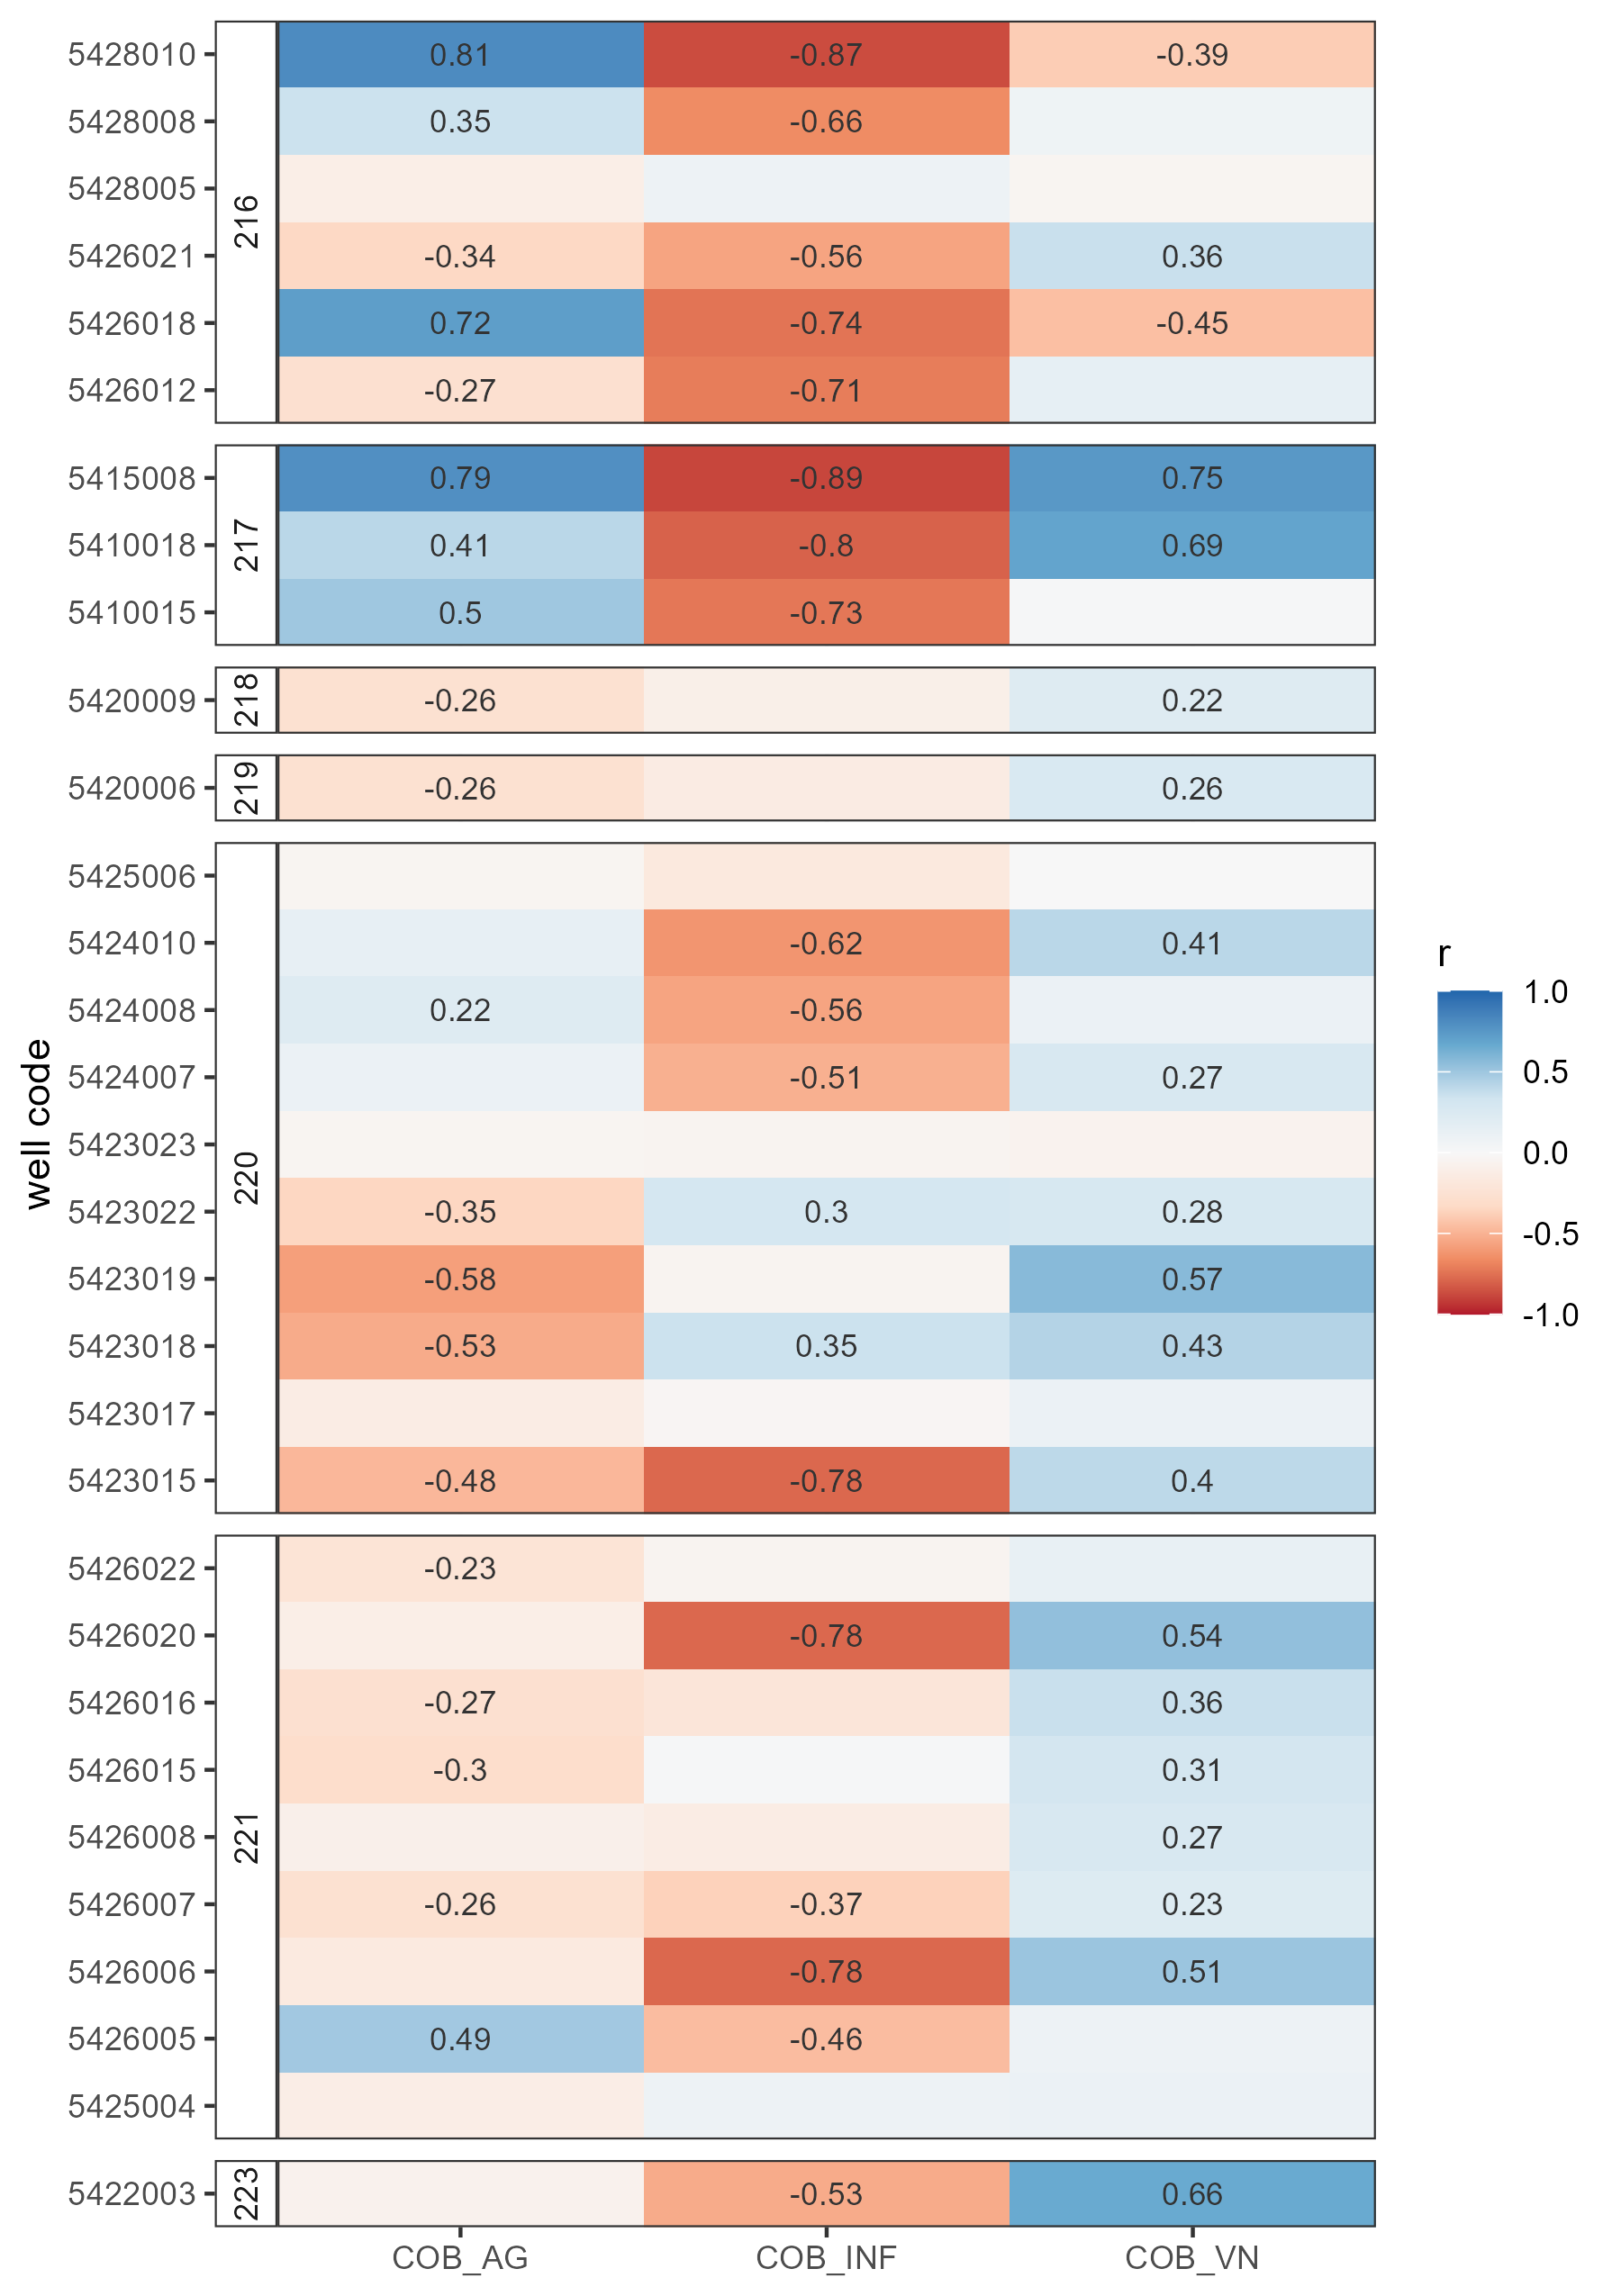 well code
216
5428010 0.81 -0.87 -0.39
5428008 0.35 -0.66
5428005
5426021 -0.34 -0.56 0.36
5426018 0.72 -0.74 -0.45
5426012 -0.27 -0.71
217
5415008 0.79 -0.89 0.75
5410018 0.41 -0.8 0.69
5410015 0.5 -0.73
218
5420009 -0.26 0.22
219
5420006 -0.26 0.26
220
5425006
5424010 -0.62 0.41
5424008 0.22 -0.56
5424007 -0.51 0.27
5423023
5423022 -0.35 0.3 0.28
5423019 -0.58 0.57
5423018 -0.53 0.35 0.43
5423017
5423015 -0.48 -0.78 0.4
221
5426022 -0.23
5426020 -0.78 0.54
5426016 -0.27 0.36
5426015 -0.3 0.31
5426008 0.27
5426007 -0.26 -0.37 0.23
5426006 -0.78 0.51
5426005 0.49 -0.46
5425004
223
5422003 -0.53 0.66
COB_AG COB_INF COB_VN
r
1.0
0.5
0.0
-0.5
-1.0